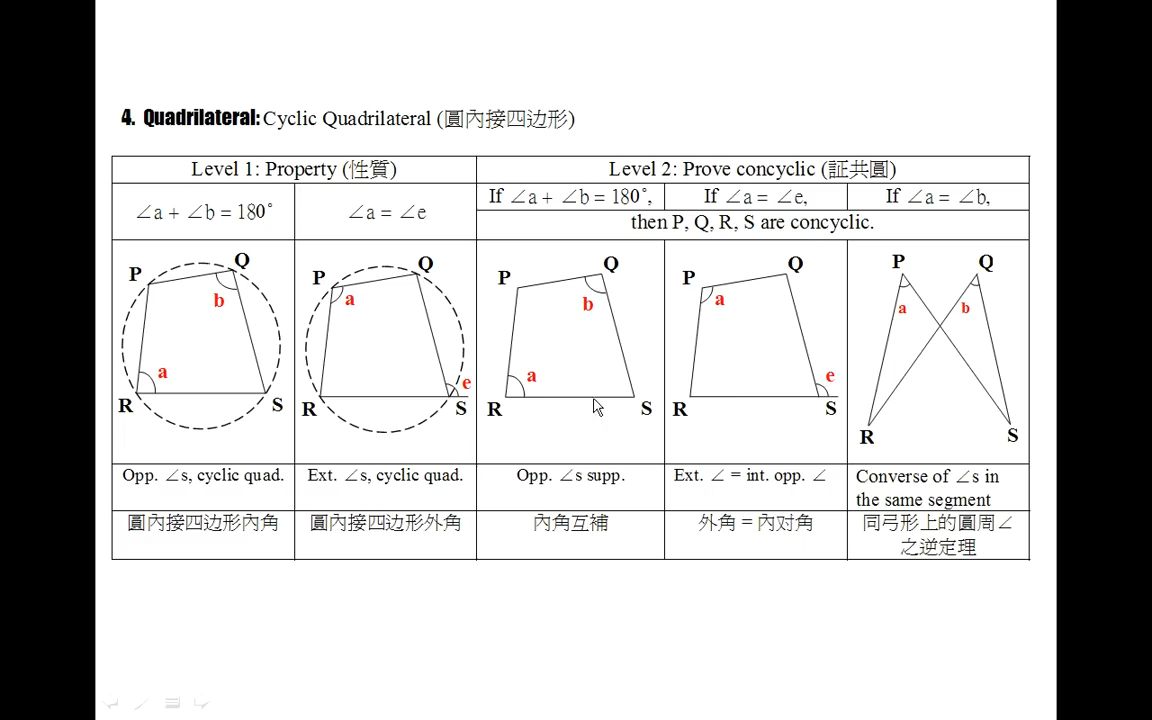 4. Quadrilateral: Cyclic Quadrilateral (圓內接四边形)
Level 1: Property (性質)
Level 2: Prove concyclic (証共圓)
∠a + ∠b = 180°
∠a = ∠e
If ∠a + ∠b = 180°,
If ∠a = ∠e,
If ∠a = ∠b,
then P, Q, R, S are concyclic.
P
Q
b
a
R
S
P
Q
a
e
R
S
P
Q
b
a
R
S
P
Q
a
e
R
S
P
Q
a
b
R
S
Opp. ∠s, cyclic quad.
Ext. ∠s, cyclic quad.
Opp. ∠s supp.
Ext. ∠ = int. opp. ∠
Converse of ∠s in
the same segment
圓內接四边形內角
圓內接四边形外角
內角互補
外角 = 內对角
同弓形上的圓周∠
之逆定理